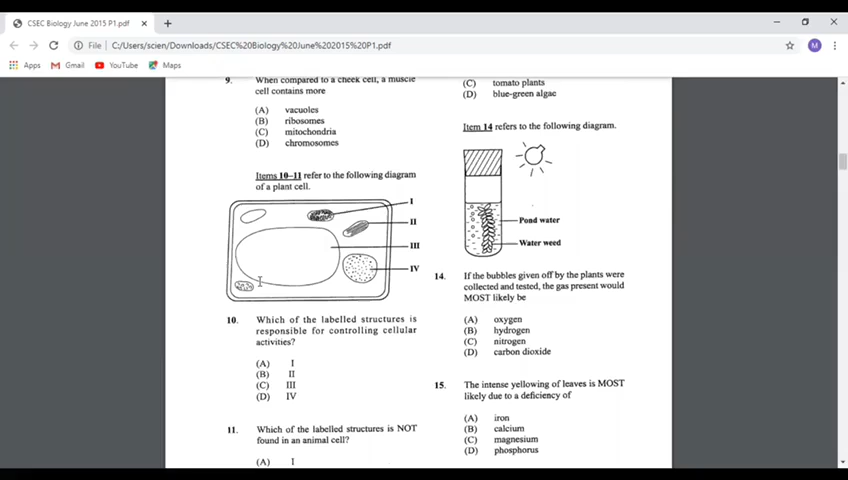 CSEC Biology June 2015 P1.pdf
File
C:/Users/scien/Downloads/CSEC%20Biology%20June%202015%20P1.pdf
M
Apps
Gmail
YouTube
Maps
9. When compared to a cheek cell, a muscle
cell contains more
(A) vacuoles
(B) ribosomes
(C) mitochondria
(D) chromosomes
Items 10–11 refer to the following diagram
of a plant cell.
I
II
III
IV
10. Which of the labelled structures is
responsible for controlling cellular
activities?
(A) I
(B) II
(C) III
(D) IV
11. Which of the labelled structures is NOT
found in an animal cell?
(A) I
(C) tomato plants
(D) blue-green algae
Item 14 refers to the following diagram.
Pond water
Water weed
14. If the bubbles given off by the plants were
collected and tested, the gas present would
MOST likely be
(A) oxygen
(B) hydrogen
(C) nitrogen
(D) carbon dioxide
15. The intense yellowing of leaves is MOST
likely due to a deficiency of
(A) iron
(B) calcium
(C) magnesium
(D) phosphorus